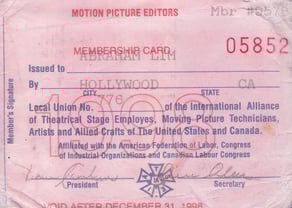 MOTION PICTURE EDITORS Mbr #957
MEMBERSHIP CARD 05852
Issued to ABRAHAM LIM
By HOLLYWOOD CA
CITY STATE
Local Union No. 776 of the International Alliance
of Theatrical Stage Employes, Moving Picture Technicians,
Artists and Allied Crafts of The United States and Canada.
Affiliated with the American Federation of Labor, Congress
of Industrial Organizations and Canadian Labour Congress
President Secretary
VOID AFTER DECEMBER 31, 1996
Member's Signature